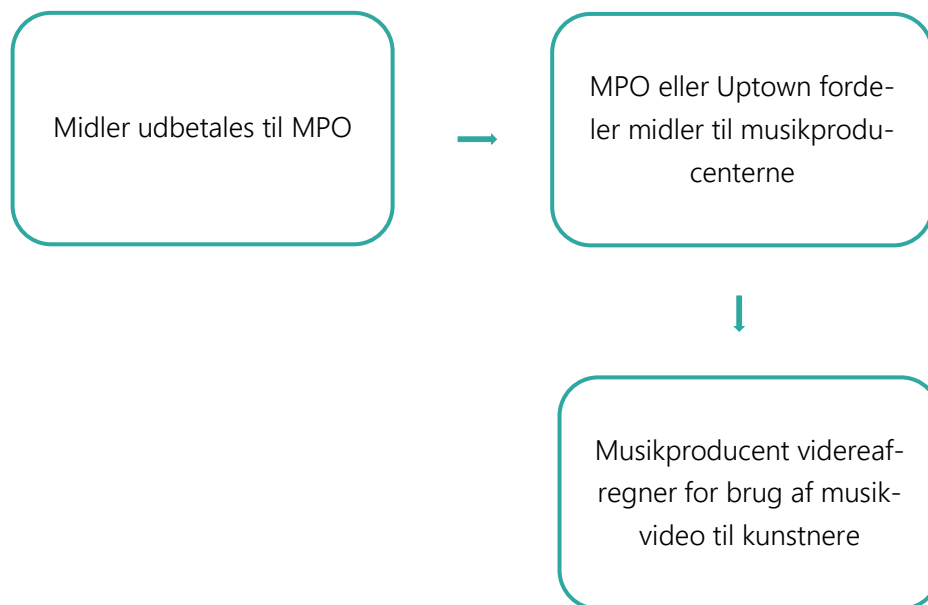 Midler udbetales til MPO
MPO eller Uptown forde-
ler midler til musikprodu-
centerne
Musikproducent videreaf-
regner for brug af musik-
video til kunstnere